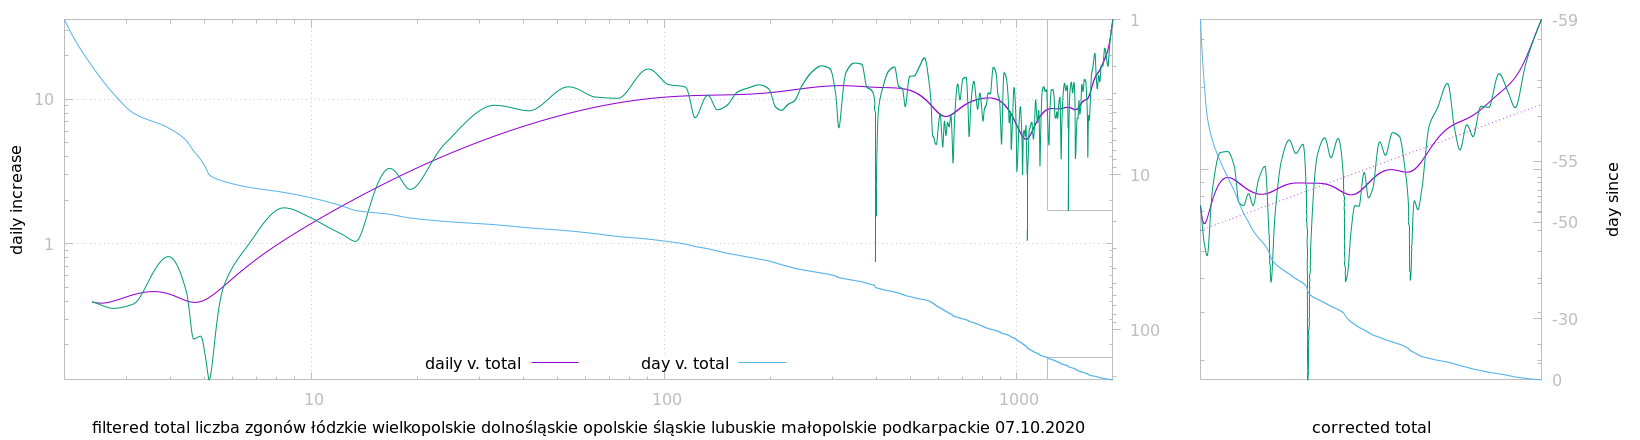 daily increase
10
1
1
10
100
daily v. total
day v. total
10
100
1000
filtered total liczba zgonów łódzkie wielkopolskie dolnośląskie opolskie śląskie lubuskie małopolskie podkarpackie 07.10.2020
-59
-55
-50
-30
0
day since
corrected total